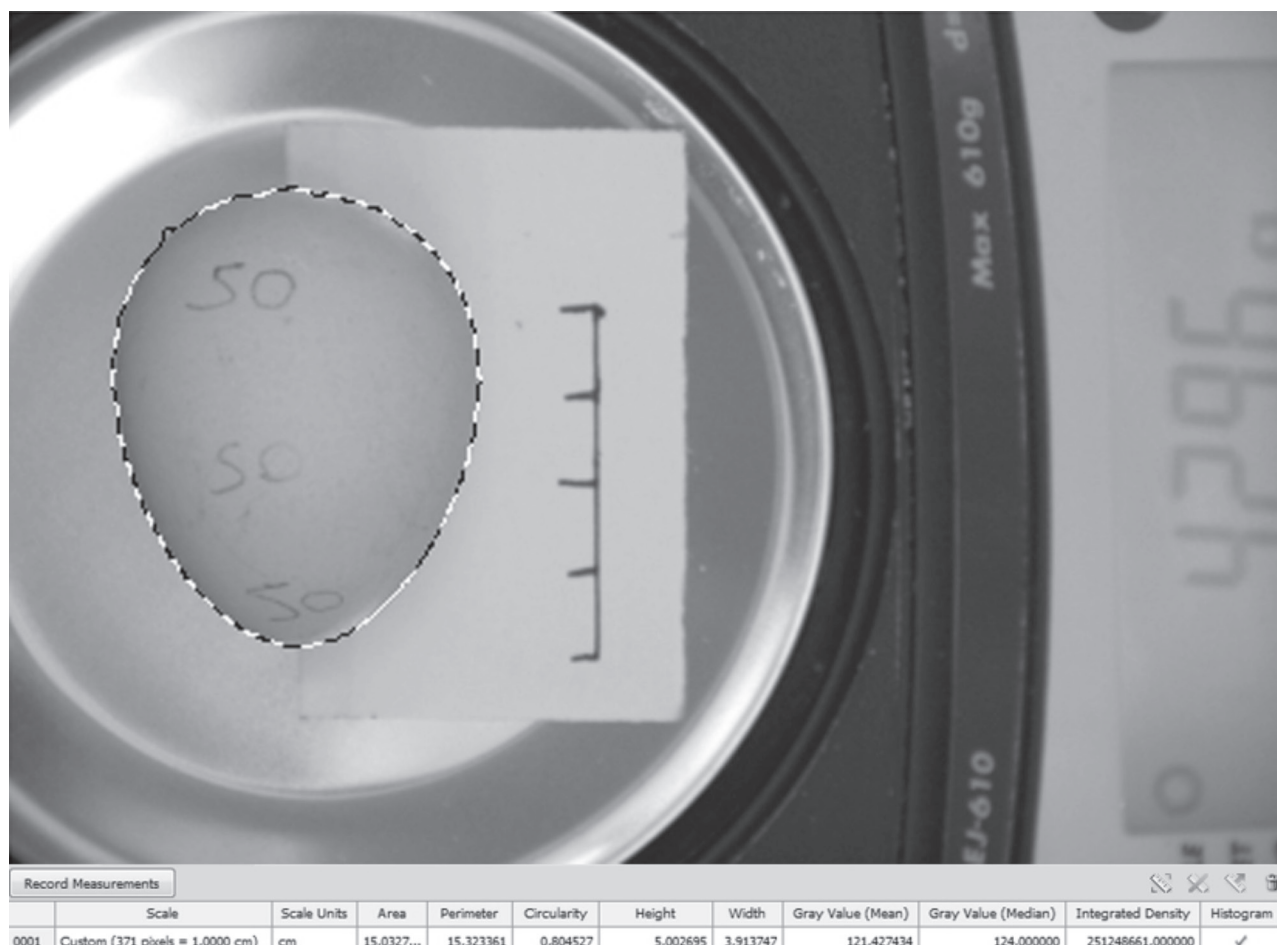 50
50
50
Max 610g d
EJ-610
Record Measurements
Scale Scale Units Area Perimeter Circularity Height Width Gray Value (Mean) Gray Value (Median) Integrated Density Histogram
0001 Custom (371 pixels = 1.0000 cm) cm 15.0327... 15.323361 0.804527 5.002695 3.913747 121.427434 124.000000 251248661.000000